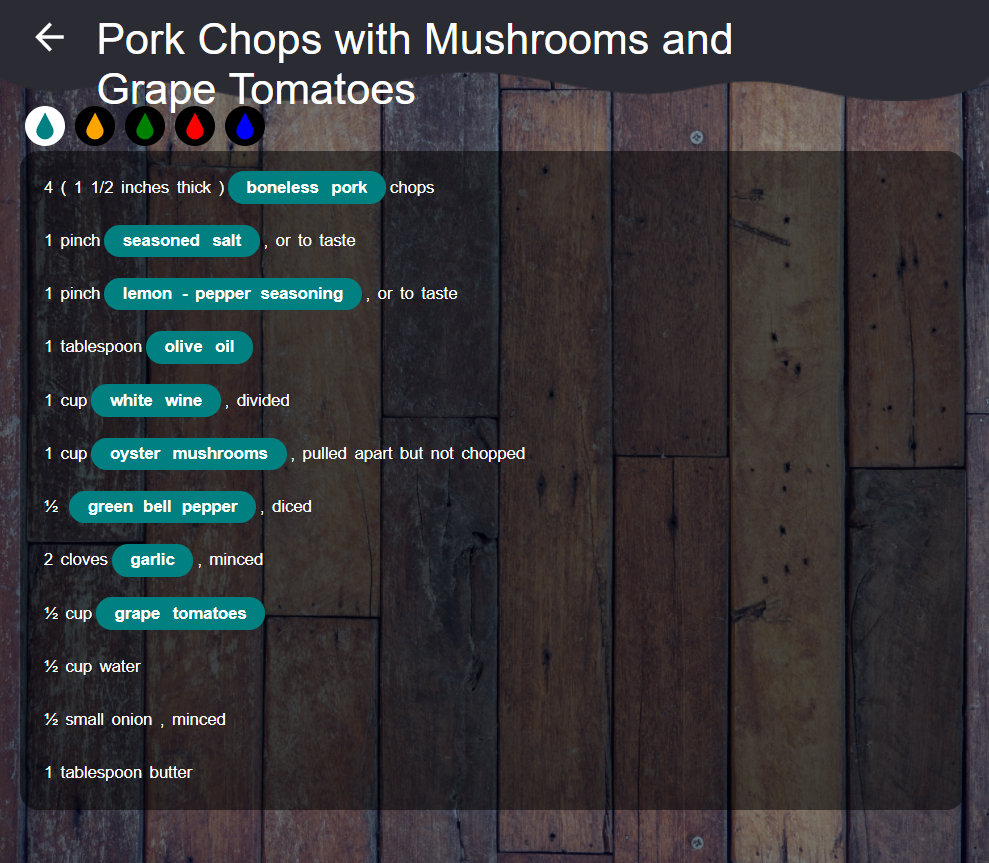 Pork Chops with Mushrooms and
Grape Tomatoes
4 ( 1 1/2 inches thick ) boneless pork chops
1 pinch seasoned salt , or to taste
1 pinch lemon - pepper seasoning , or to taste
1 tablespoon olive oil
1 cup white wine , divided
1 cup oyster mushrooms , pulled apart but not chopped
½ green bell pepper , diced
2 cloves garlic , minced
½ cup grape tomatoes
½ cup water
½ small onion , minced
1 tablespoon butter